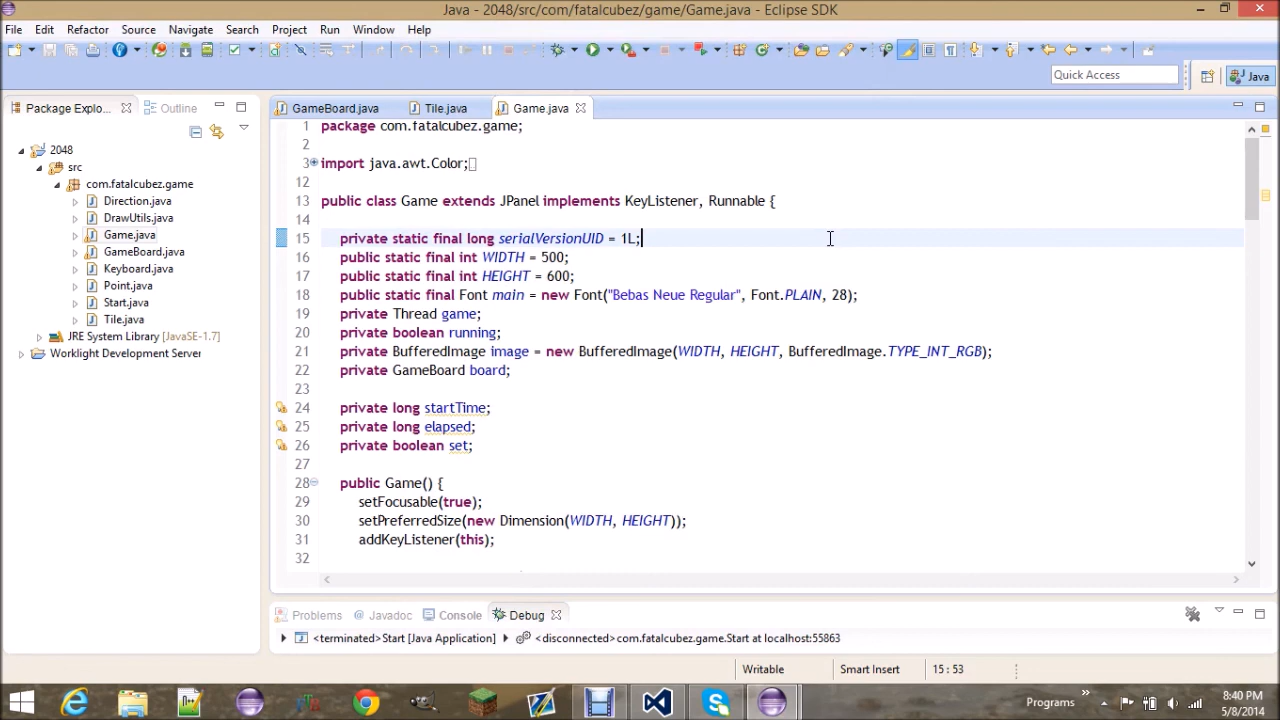 Java - 2048/src/com/fatalcubez/game/Game.java - Eclipse SDK
File Edit Refactor Source Navigate Search Project Run Window Help
Quick Access
Java
Package Explo...
Outline
GameBoard.java
Tile.java
Game.java
2048
src
com.fatalcubez.game
Direction.java
DrawUtils.java
Game.java
GameBoard.java
Keyboard.java
Point.java
Start.java
Tile.java
JRE System Library [JavaSE-1.7]
Worklight Development Server
1 package com.fatalcubez.game;
2
3 import java.awt.Color;
12
13 public class Game extends JPanel implements KeyListener, Runnable {
14
15 private static final long serialVersionUID = 1L;
16 public static final int WIDTH = 500;
17 public static final int HEIGHT = 600;
18 public static final Font main = new Font("Bebas Neue Regular", Font.PLAIN, 28);
19 private Thread game;
20 private boolean running;
21 private BufferedImage image = new BufferedImage(WIDTH, HEIGHT, BufferedImage.TYPE_INT_RGB);
22 private GameBoard board;
23
24 private long startTime;
25 private long elapsed;
26 private boolean set;
27
28 public Game() {
29 setFocusable(true);
30 setPreferredSize(new Dimension(WIDTH, HEIGHT));
31 addKeyListener(this);
32
Problems
Javadoc
Console
Debug
<terminated>Start [Java Application]
<disconnected>com.fatalcubez.game.Start at localhost:55863
Writable
Smart Insert
15 : 53
Programs
8:40 PM
5/8/2014